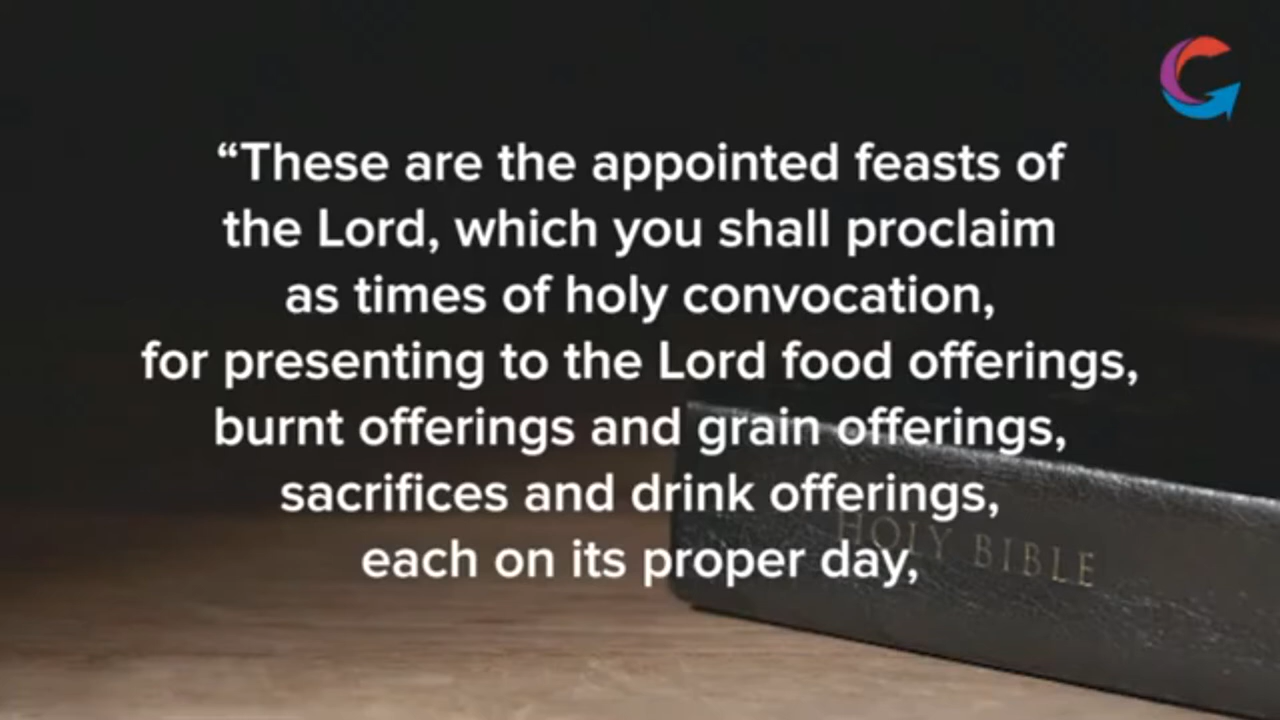 “These are the appointed feasts of
the Lord, which you shall proclaim
as times of holy convocation,
for presenting to the Lord food offerings,
burnt offerings and grain offerings,
sacrifices and drink offerings,
each on its proper day,
HOLY BIBLE